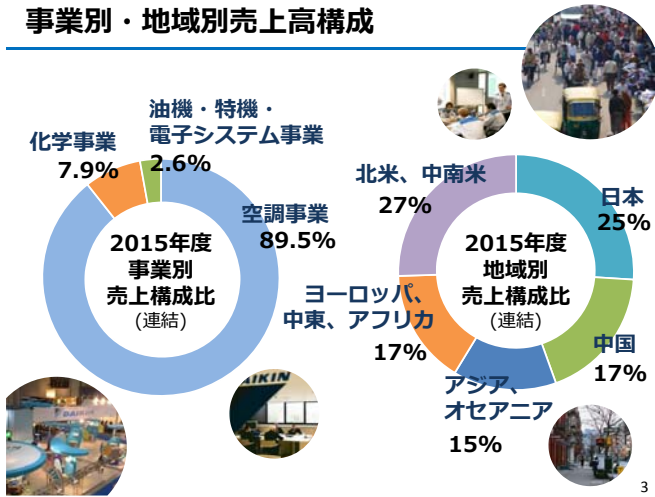 事業別・地域別売上高構成
油機・特機・
電子システム事業
2.6%
化学事業
7.9%
空調事業
89.5%
2015年度
事業別
売上構成比
(連結)
北米、中南米
27%
日本
25%
2015年度
地域別
売上構成比
(連結)
ヨーロッパ、
中東、アフリカ
17%
中国
17%
アジア、
オセアニア
15%
DAIKIN
AIKIN
3